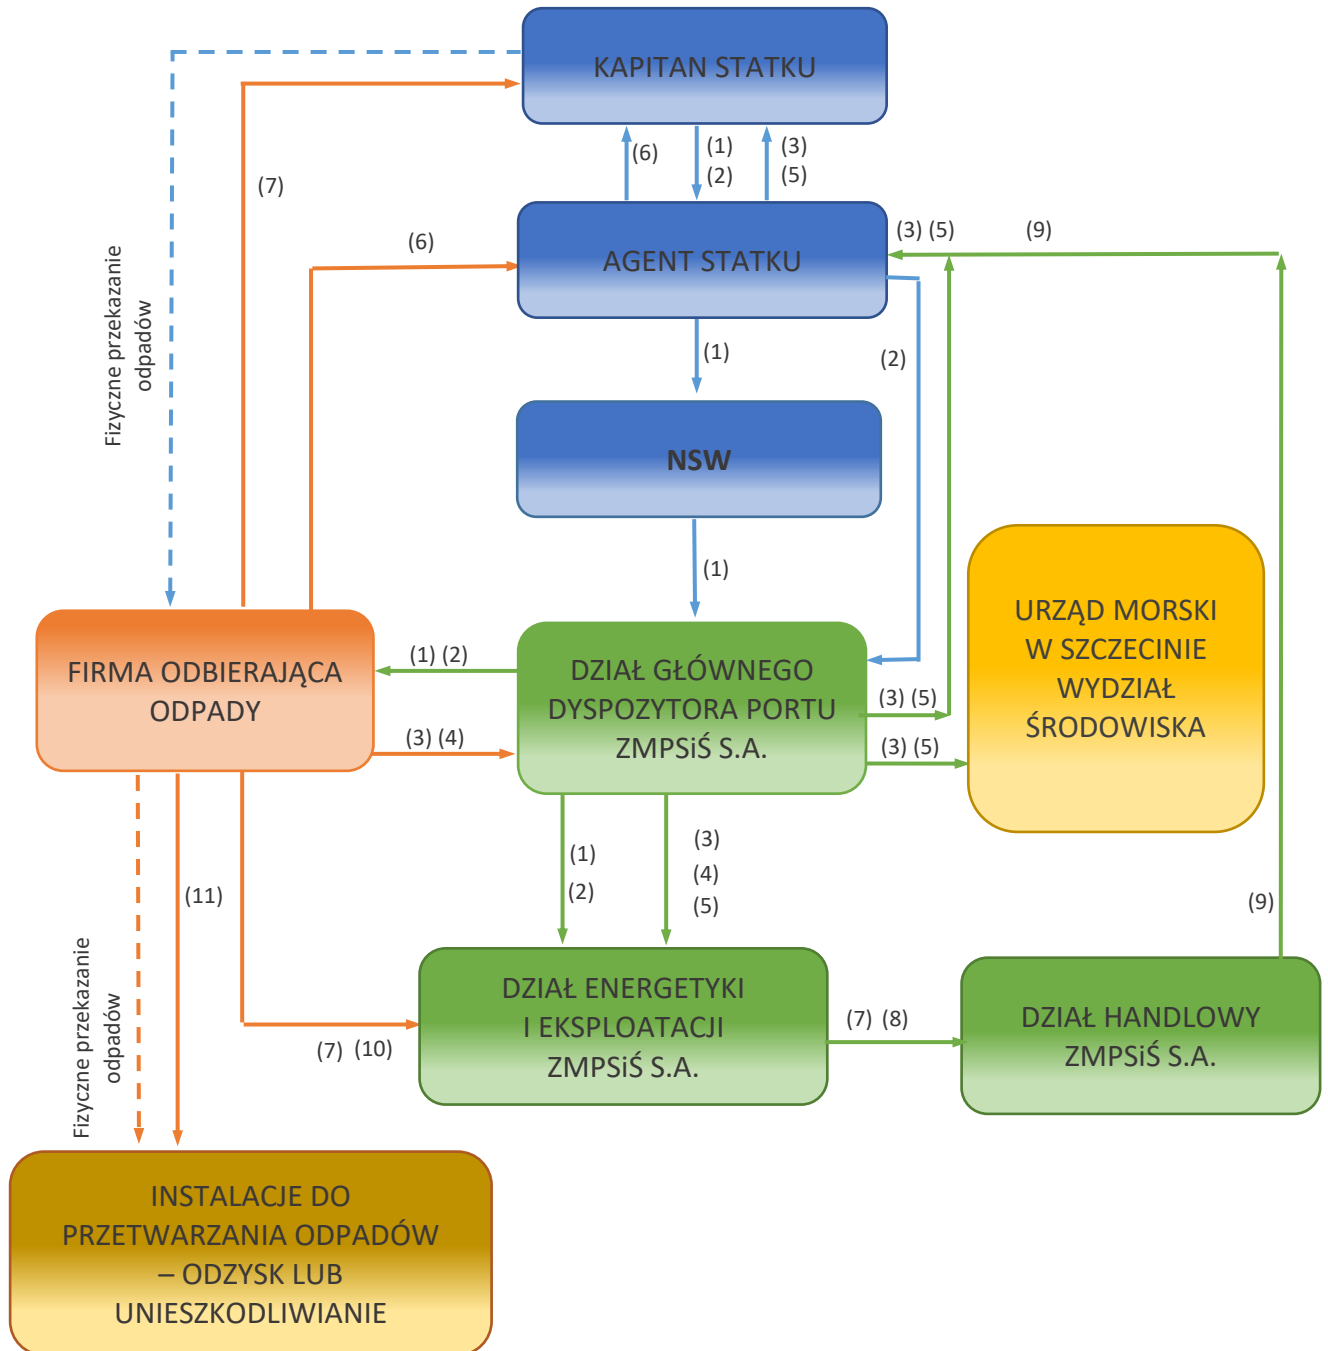 KAPITAN STATKU
(6)
(1)
(2)
(3)
(5)
(7)
(6)
AGENT STATKU
(3) (5)
(9)
Fizyczne przekazanie
odpadów
(1)
(2)
NSW
(1)
FIRMA ODBIERAJĄCA
ODPADY
(1) (2)
(3) (4)
DZIAŁ GŁÓWNEGO
DYSPOZYTORA PORTU
ZMPSiŚ S.A.
(3) (5)
(3) (5)
URZĄD MORSKI
W SZCZECINIE
WYDZIAŁ
ŚRODOWISKA
(1)
(2)
(3)
(4)
(5)
(11)
(9)
Fizyczne przekazanie
odpadów
(7) (10)
DZIAŁ ENERGETYKI
I EKSPLOATACJI
ZMPSiŚ S.A.
(7) (8)
DZIAŁ HANDLOWY
ZMPSiŚ S.A.
INSTALACJE DO
PRZETWARZANIA ODPADÓW
– ODZYSK LUB
UNIESZKODLIWIANIE